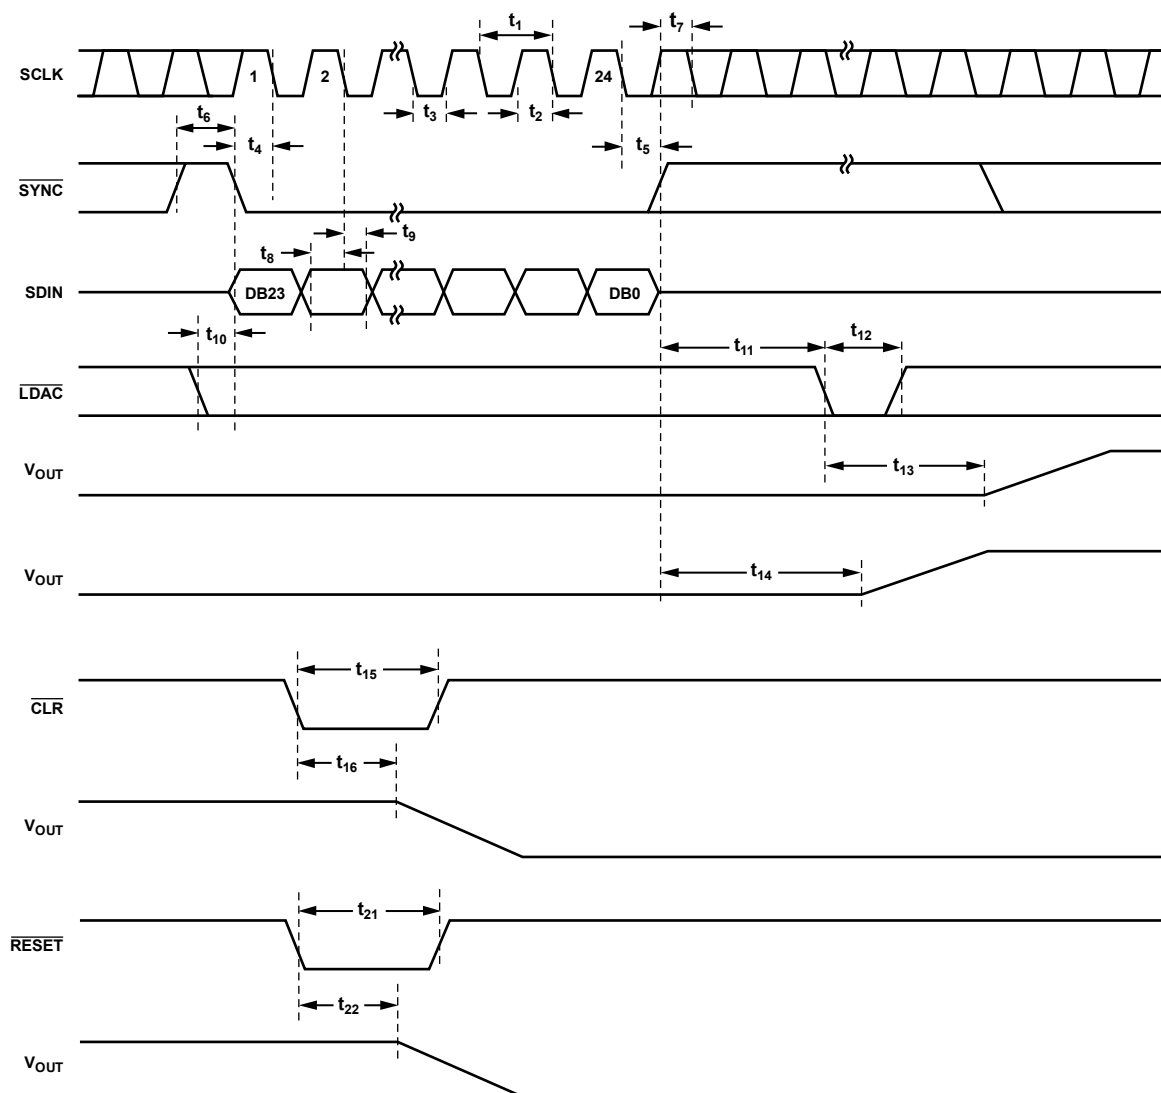 t1
t7
SCLK
1
2
24
t3
t2
t6
t4
t5
SYNC
t9
t8
SDIN
DB23
DB0
t10
t11
t12
LDAC
VOUT
t13
VOUT
t14
t15
CLR
t16
VOUT
t21
RESET
t22
VOUT